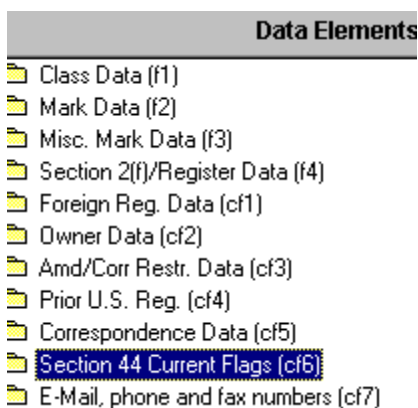 Data Elements
Class Data (f1)
Mark Data (f2)
Misc. Mark Data (f3)
Section 2(f)/Register Data (f4)
Foreign Reg. Data (cf1)
Owner Data (cf2)
Amd/Corr Restr. Data (cf3)
Prior U.S. Reg. (cf4)
Correspondence Data (cf5)
Section 44 Current Flags (cf6)
E-Mail, phone and fax numbers (cf7)